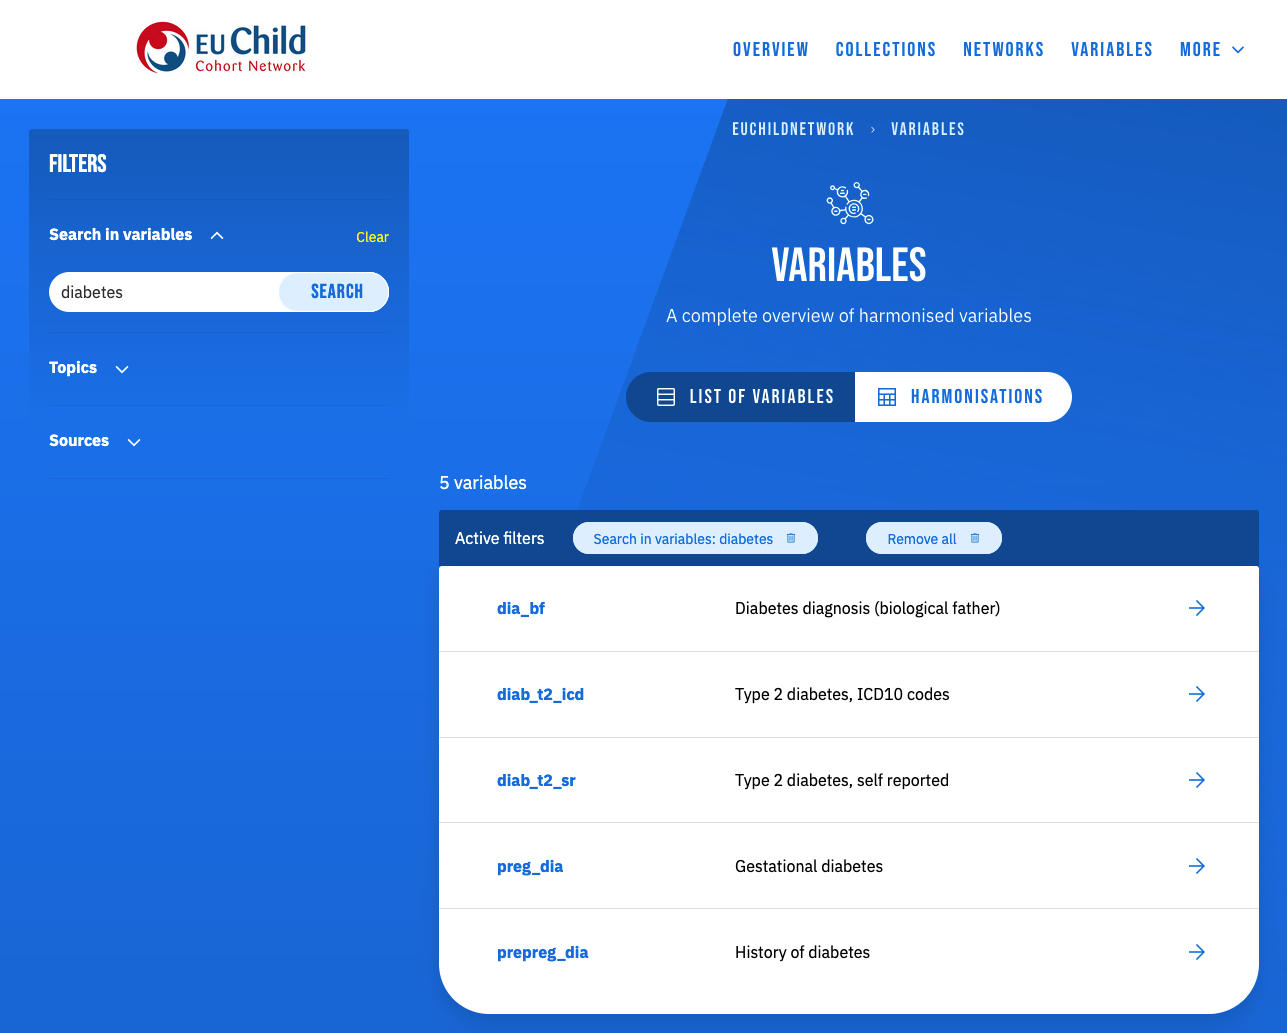 EU Child
Cohort Network
OVERVIEW COLLECTIONS NETWORKS VARIABLES MORE
FILTERS
Search in variables Clear
diabetes SEARCH
Topics
Sources
EUCHILDNETWORK › VARIABLES
VARIABLES
A complete overview of harmonised variables
LIST OF VARIABLES HARMONISATIONS
5 variables
Active filters Search in variables: diabetes Remove all
dia_bf Diabetes diagnosis (biological father)
diab_t2_icd Type 2 diabetes, ICD10 codes
diab_t2_sr Type 2 diabetes, self reported
preg_dia Gestational diabetes
prepreg_dia History of diabetes